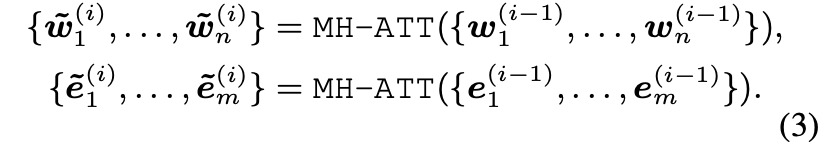 {w̃₁⁽ⁱ⁾, . . . , w̃ₙ⁽ⁱ⁾} = MH-ATT({w₁⁽ⁱ⁻¹⁾, . . . , wₙ⁽ⁱ⁻¹⁾}),
{ẽ₁⁽ⁱ⁾, . . . , ẽₘ⁽ⁱ⁾} = MH-ATT({e₁⁽ⁱ⁻¹⁾, . . . , eₘ⁽ⁱ⁻¹⁾}).
(3)